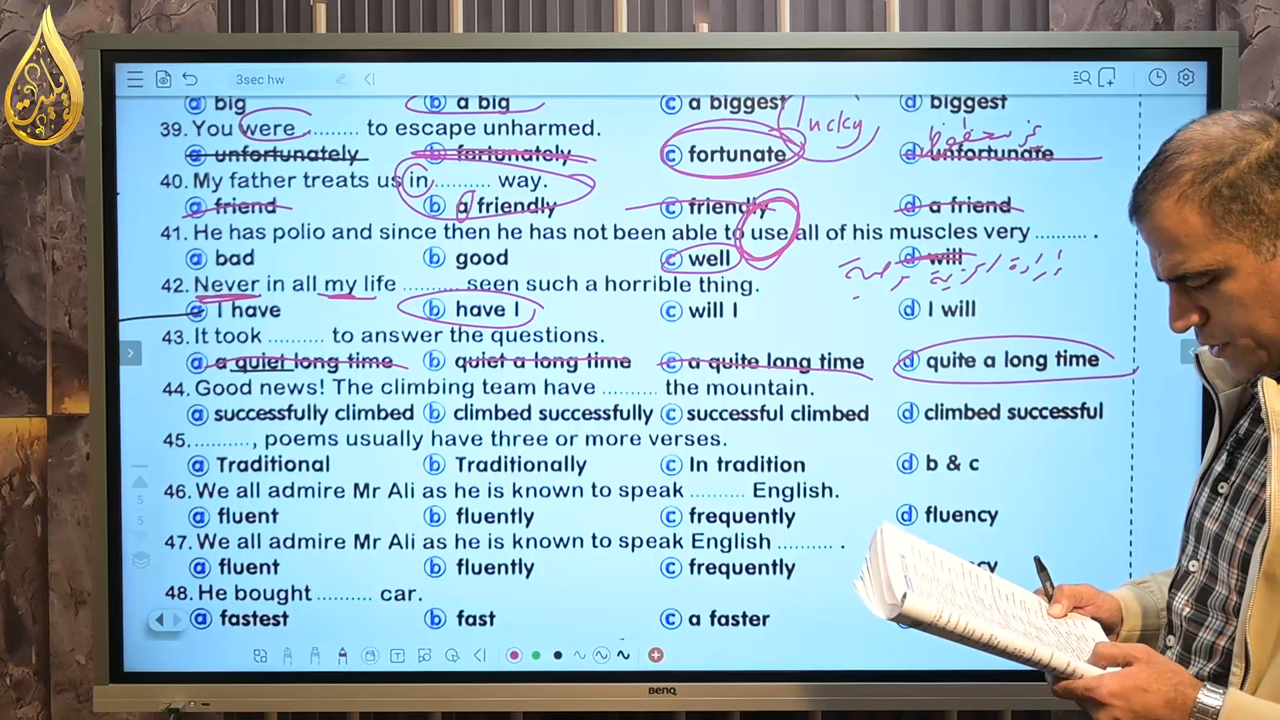 3sec hw
a big b a big c a biggest d biggest
lucky
39. You were ......... to escape unharmed.
غير محظوظ
a unfortunately b fortunately c fortunate d unfortunate
40. My father treats us in .......... way.
a friend b a friendly c friendly d a friend
41. He has polio and since then he has not been able to use all of his muscles very .......... .
a bad b good c well d will
42. Never in all my life .......... seen such a horrible thing.
a I have b have I c will I d I will
43. It took .......... to answer the questions.
a a quiet long time b quiet a long time c a quite long time d quite a long time
44. Good news! The climbing team have ......... the mountain.
a successfully climbed b climbed successfully c successful climbed d climbed successful
45. .......... , poems usually have three or more verses.
a Traditional b Traditionally c In tradition d b & c
46. We all admire Mr Ali as he is known to speak .......... English.
a fluent b fluently c frequently d fluency
47. We all admire Mr Ali as he is known to speak English .......... .
a fluent b fluently c frequently
48. He bought .......... car.
a fastest b fast c a faster
5
5
BenQ